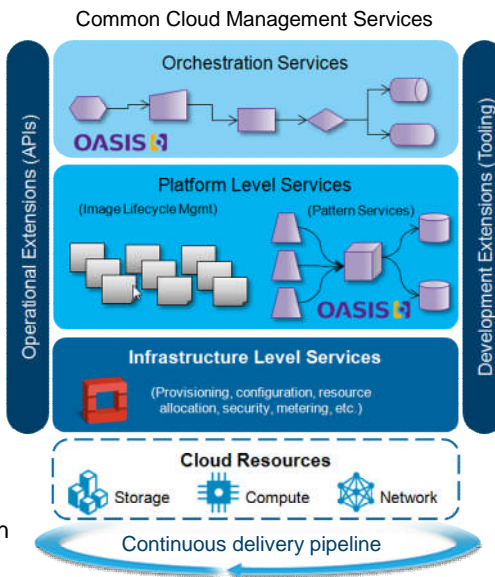 Common Cloud Management Services
Operational Extensions (APIs)
Orchestration Services
OASIS
Platform Level Services
(Image Lifecycle Mgmt)
(Pattern Services)
OASIS
Infrastructure Level Services
(Provisioning, configuration, resource
allocation, security, metering, etc.)
Development Extensions (Tooling)
Cloud Resources
Storage
Compute
Network
n
Continuous delivery pipeline